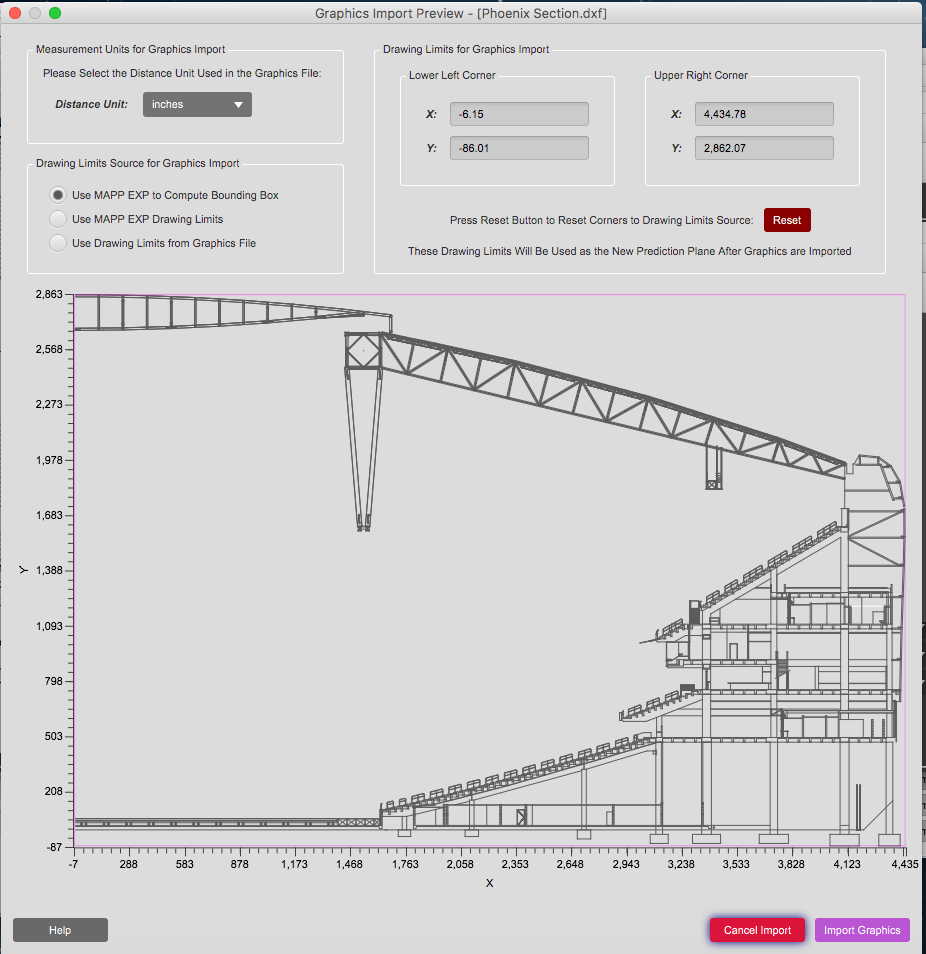 Graphics Import Preview - [Phoenix Section.dxf]
Measurement Units for Graphics Import
Please Select the Distance Unit Used in the Graphics File:
Distance Unit: inches
Drawing Limits Source for Graphics Import
Use MAPP EXP to Compute Bounding Box
Use MAPP EXP Drawing Limits
Use Drawing Limits from Graphics File
Drawing Limits for Graphics Import
Lower Left Corner
X: -6.15
Y: -86.01
Upper Right Corner
X: 4,434.78
Y: 2,862.07
Press Reset Button to Reset Corners to Drawing Limits Source: Reset
These Drawing Limits Will Be Used as the New Prediction Plane After Graphics are Imported
2,863
2,568
2,273
1,978
1,683
Y 1,388
1,093
798
503
208
-87
-7 288 583 878 1,173 1,468 1,763 2,058 2,353 2,648 2,943 3,238 3,533 3,828 4,123 4,435
X
Help Cancel Import Import Graphics